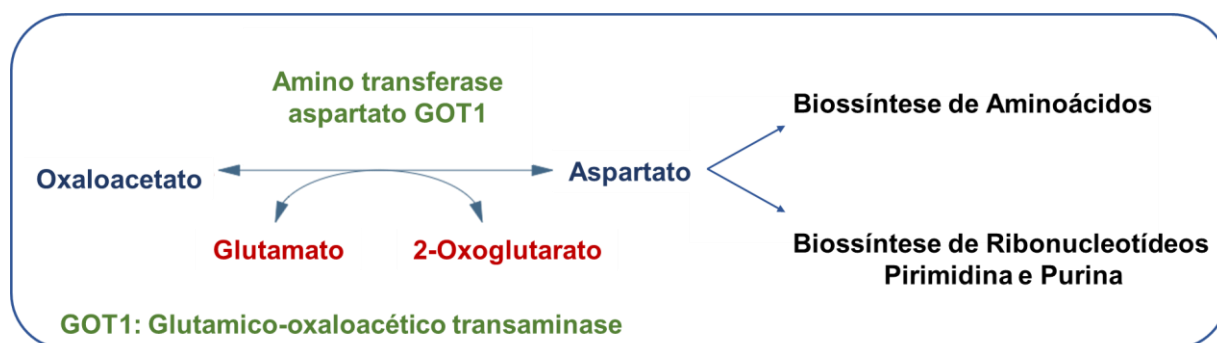 Amino transferase
aspartato GOT1
Oxaloacetato
Aspartato
Glutamato
2-Oxoglutarato
Biossíntese de Aminoácidos
Biossíntese de Ribonucleotídeos
Pirimidina e Purina
GOT1: Glutamico-oxaloacético transaminase